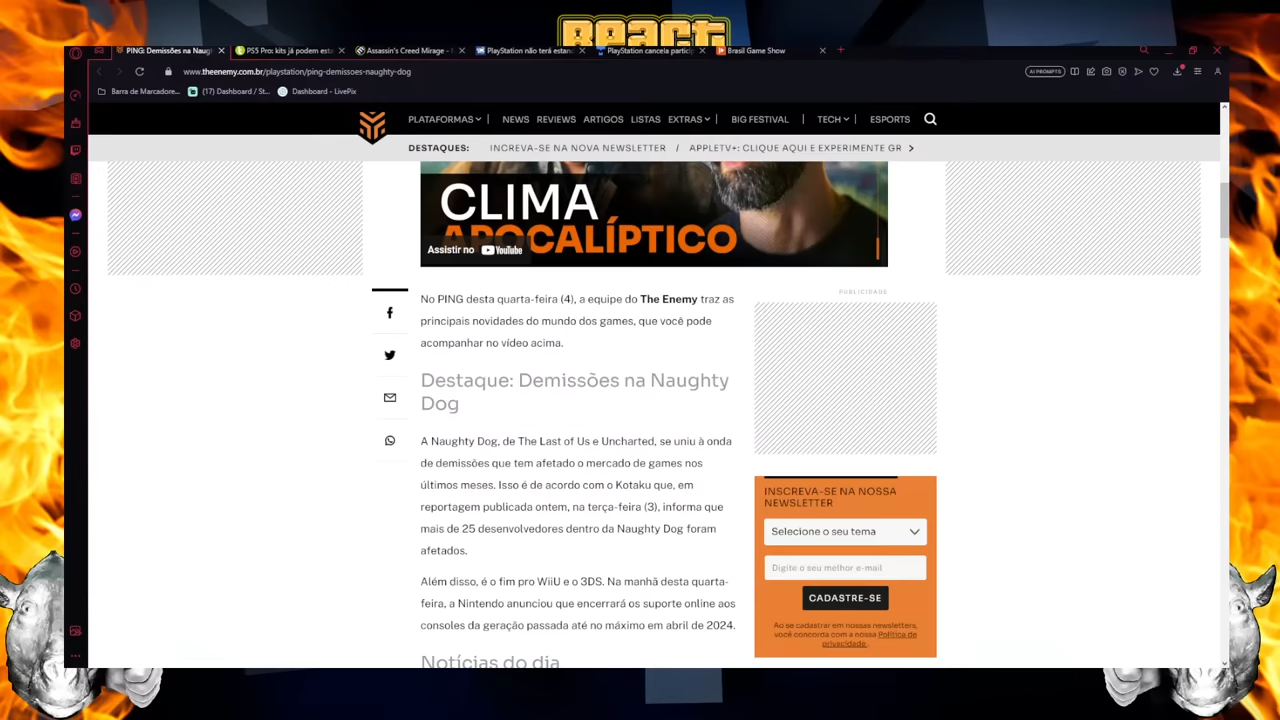 REACT
PING: Demissões na Naugl
PS5 Pro: kits já podem esta
Assassin's Creed Mirage -
PlayStation não terá estan
PlayStation cancela partici
Brasil Game Show
www.theenemy.com.br/playstation/ping-demissoes-naughty-dog
AI PROMPTS
Barra de Marcadore...
(17) Dashboard / St...
Dashboard - LivePix
PLATAFORMAS
NEWS
REVIEWS
ARTIGOS
LISTAS
EXTRAS
BIG FESTIVAL
TECH
ESPORTS
DESTAQUES:
INCREVA-SE NA NOVA NEWSLETTER / APPLETV+: CLIQUE AQUI E EXPERIMENTE GR
CLIMA
APOCALÍPTICO
Assistir no YouTube
No PING desta quarta-feira (4), a equipe do The Enemy traz as
principais novidades do mundo dos games, que você pode
acompanhar no vídeo acima.
Destaque: Demissões na Naughty
Dog
A Naughty Dog, de The Last of Us e Uncharted, se uniu à onda
de demissões que tem afetado o mercado de games nos
últimos meses. Isso é de acordo com o Kotaku que, em
reportagem publicada ontem, na terça-feira (3), informa que
mais de 25 desenvolvedores dentro da Naughty Dog foram
afetados.
Além disso, é o fim pro WiiU e o 3DS. Na manhã desta quarta-
feira, a Nintendo anunciou que encerrará os suporte online aos
consoles da geração passada até no máximo em abril de 2024.
Notícias do dia
PUBLICIDADE
INSCREVA-SE NA NOSSA
NEWSLETTER
Selecione o seu tema
Digite o seu melhor e-mail
CADASTRE-SE
Ao se cadastrar em nossas newsletters,
você concorda com a nossa Política de
privacidade.